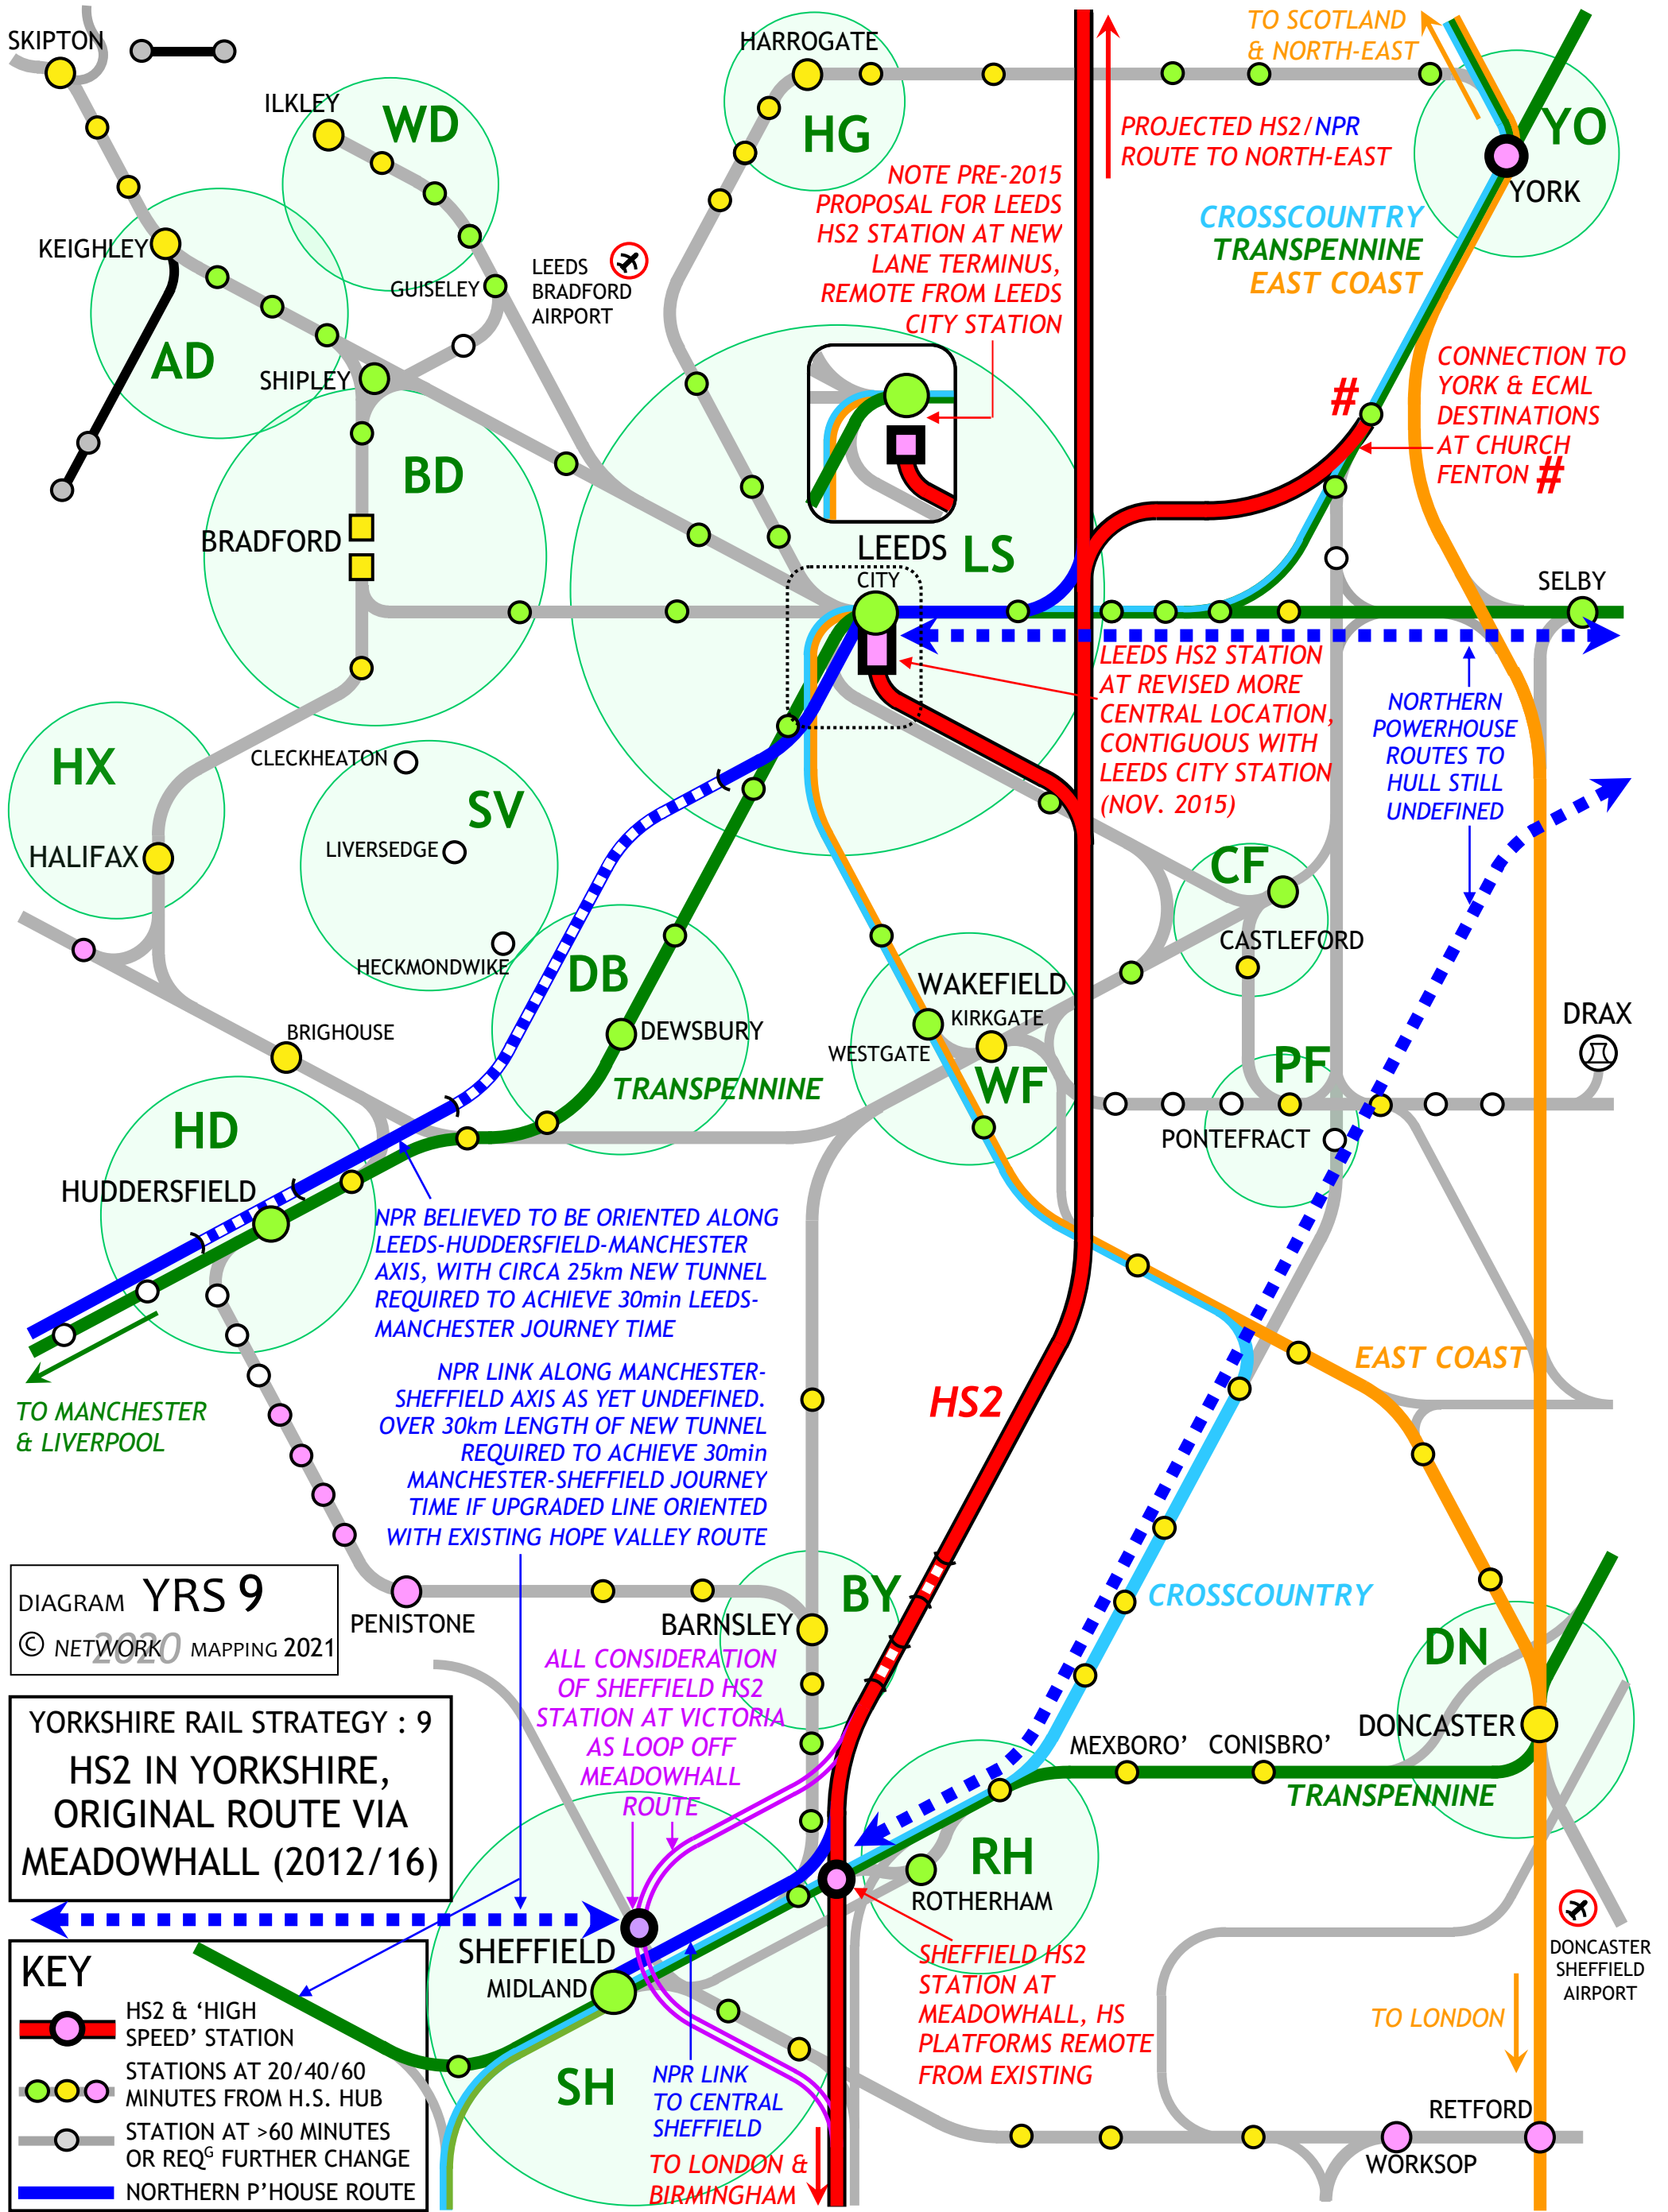 SKIPTON
HARROGATE
TO SCOTLAND
& NORTH-EAST
ILKLEY
WD
HG
YO
PROJECTED HS2/NPR
ROUTE TO NORTH-EAST
YORK
NOTE PRE-2015
PROPOSAL FOR LEEDS
HS2 STATION AT NEW
LANE TERMINUS,
REMOTE FROM LEEDS
CITY STATION
CROSSCOUNTRY
TRANSPENNINE
EAST COAST
KEIGHLEY
GUISELEY
LEEDS
BRADFORD
AIRPORT
AD
SHIPLEY
#
CONNECTION TO
YORK & ECML
DESTINATIONS
AT CHURCH
FENTON #
BD
BRADFORD
LEEDS
CITY
LS
SELBY
LEEDS HS2 STATION
AT REVISED MORE
CENTRAL LOCATION,
CONTIGUOUS WITH
LEEDS CITY STATION
(NOV. 2015)
NORTHERN
POWERHOUSE
ROUTES TO
HULL STILL
UNDEFINED
HX
CLECKHEATON
SV
LIVERSEDGE
HALIFAX
HECKMONDWIKE
CF
CASTLEFORD
DB
DEWSBURY
WAKEFIELD
KIRKGATE
WESTGATE
WF
DRAX
BRIGHOUSE
TRANSPENNINE
PF
PONTEFRACT
HD
HUDDERSFIELD
NPR BELIEVED TO BE ORIENTED ALONG
LEEDS-HUDDERSFIELD-MANCHESTER
AXIS, WITH CIRCA 25km NEW TUNNEL
REQUIRED TO ACHIEVE 30min LEEDS-
MANCHESTER JOURNEY TIME
NPR LINK ALONG MANCHESTER-
SHEFFIELD AXIS AS YET UNDEFINED.
OVER 30km LENGTH OF NEW TUNNEL
REQUIRED TO ACHIEVE 30min
MANCHESTER-SHEFFIELD JOURNEY
TIME IF UPGRADED LINE ORIENTED
WITH EXISTING HOPE VALLEY ROUTE
TO MANCHESTER
& LIVERPOOL
HS2
EAST COAST
DIAGRAM YRS 9
© NETWORK 2020 MAPPING 2021
PENISTONE
BARNSLEY
BY
CROSSCOUNTRY
DN
DONCASTER
ALL CONSIDERATION
OF SHEFFIELD HS2
STATION AT VICTORIA
AS LOOP OFF
MEADOWHALL
ROUTE
MEXBORO'
CONISBRO'
TRANSPENNINE
YORKSHIRE RAIL STRATEGY : 9
HS2 IN YORKSHIRE,
ORIGINAL ROUTE VIA
MEADOWHALL (2012/16)
RH
ROTHERHAM
SHEFFIELD
MIDLAND
SHEFFIELD HS2
STATION AT
MEADOWHALL, HS
PLATFORMS REMOTE
FROM EXISTING
DONCASTER
SHEFFIELD
AIRPORT
TO LONDON
SH
NPR LINK
TO CENTRAL
SHEFFIELD
TO LONDON &
BIRMINGHAM
RETFORD
WORKSOP
KEY
HS2 & ‘HIGH
SPEED’ STATION
STATIONS AT 20/40/60
MINUTES FROM H.S. HUB
STATION AT >60 MINUTES
OR REQG FURTHER CHANGE
NORTHERN P’HOUSE ROUTE